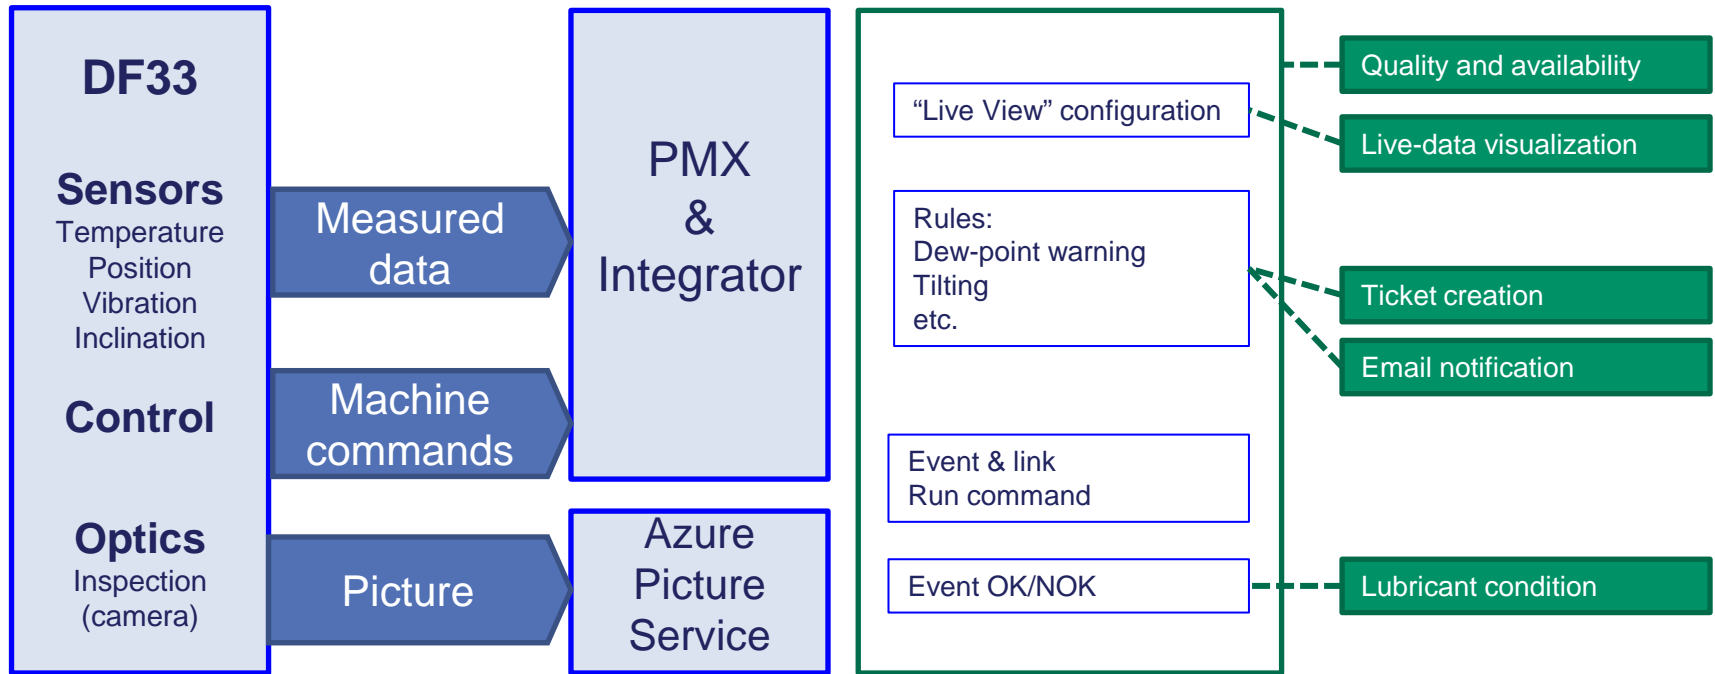 DF33
Sensors
Temperature
Position
Vibration
Inclination
Control
Optics
Inspection
(camera)
Measured
data
Machine
commands
Picture
PMX
&
Integrator
Azure
Picture
Service
“Live View” configuration
Rules:
Dew-point warning
Tilting
etc.
Event & link
Run command
Event OK/NOK
Quality and availability
Live-data visualization
Ticket creation
Email notification
Lubricant condition